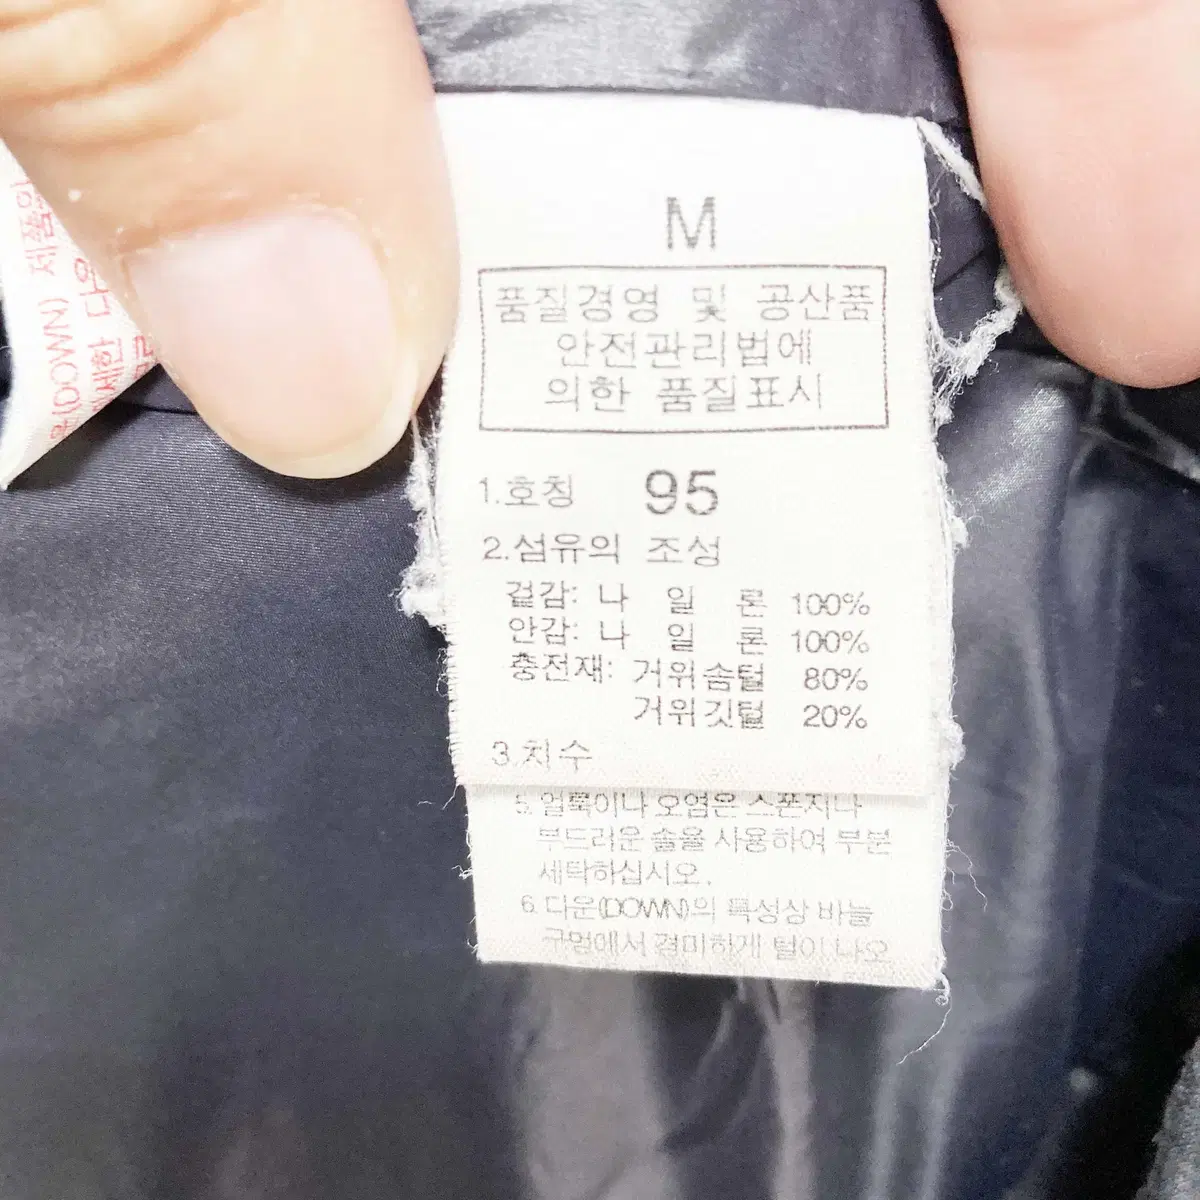 M
품질경영 및 공산품
안전관리법에
의한 품질표시
1.호칭 95
2.섬유의 조성
겉감: 나 일 론 100%
안감: 나 일 론 100%
충전재: 거위솜털 80%
거위깃털 20%
3.치수
5. 얼룩이나 오염은 스폰지나
부드러운 솔을 사용하여 부분
세탁하십시오.
6. 다운(DOWN)의 특성상 바늘
구멍에서 경미하게 털이 나오
(DOWN) 제품의